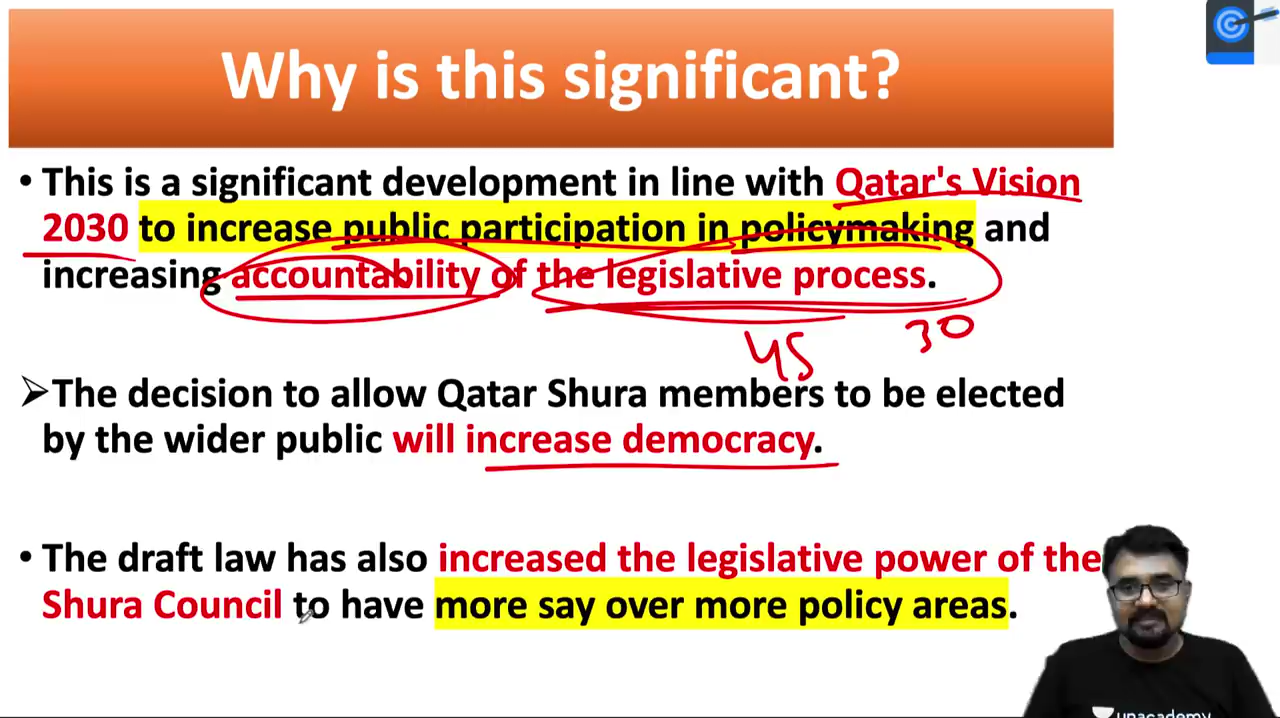 Why is this significant?
• This is a significant development in line with Qatar's Vision
2030 to increase public participation in policymaking and
increasing accountability of the legislative process.
45 30
➢The decision to allow Qatar Shura members to be elected
by the wider public will increase democracy.
• The draft law has also increased the legislative power of the
Shura Council to have more say over more policy areas.
unacademy